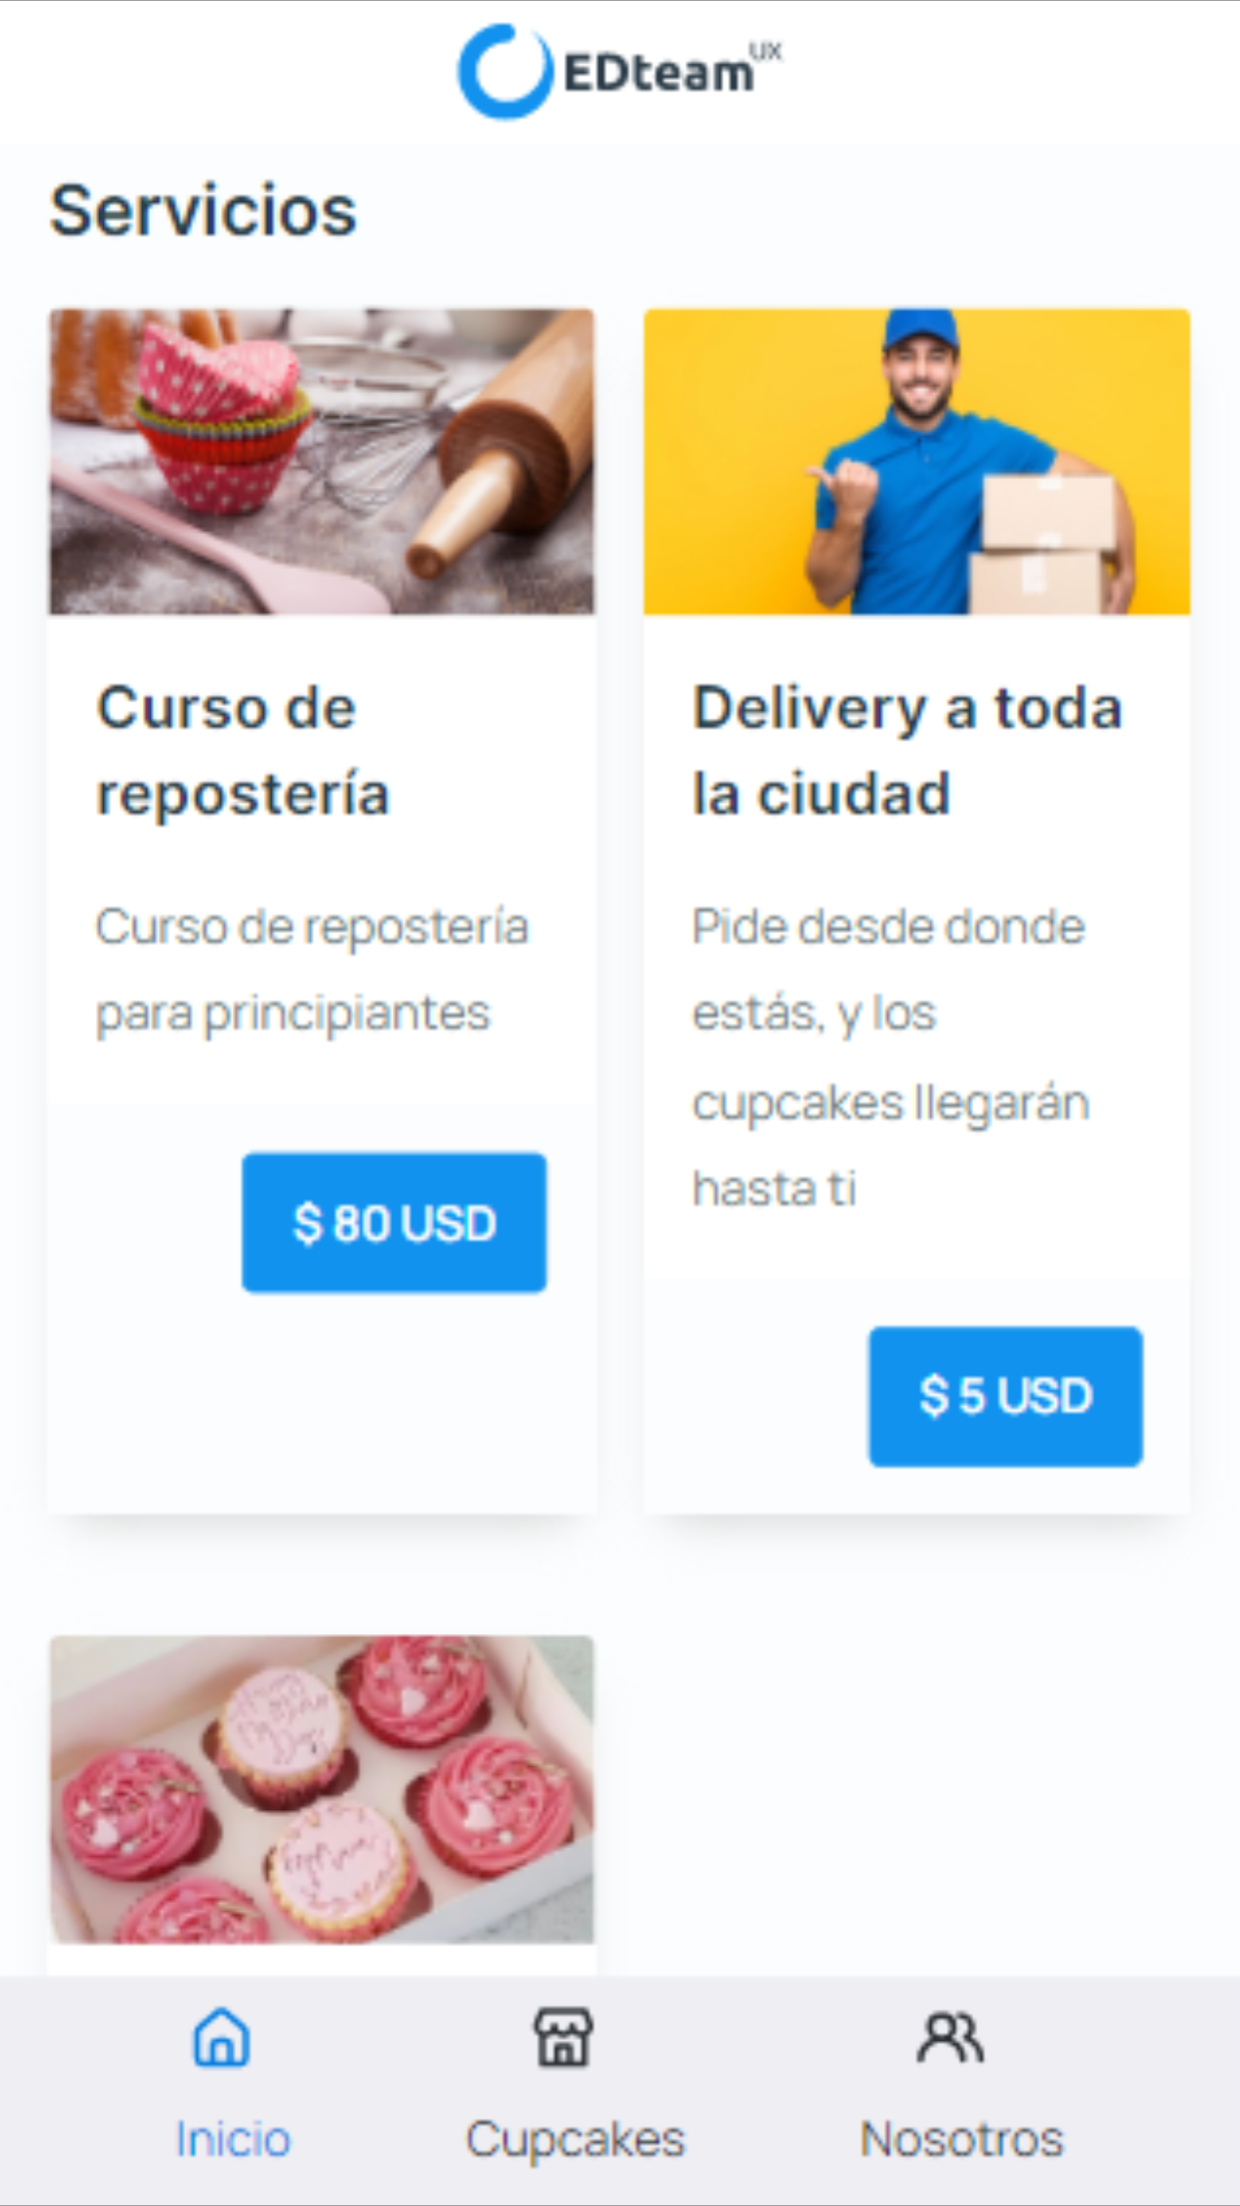 EDteam UX
Servicios
Curso de
repostería
Curso de repostería
para principiantes
$ 80 USD
Delivery a toda
la ciudad
Pide desde donde
estás, y los
cupcakes llegarán
hasta ti
$ 5 USD
Inicio
Cupcakes
Nosotros